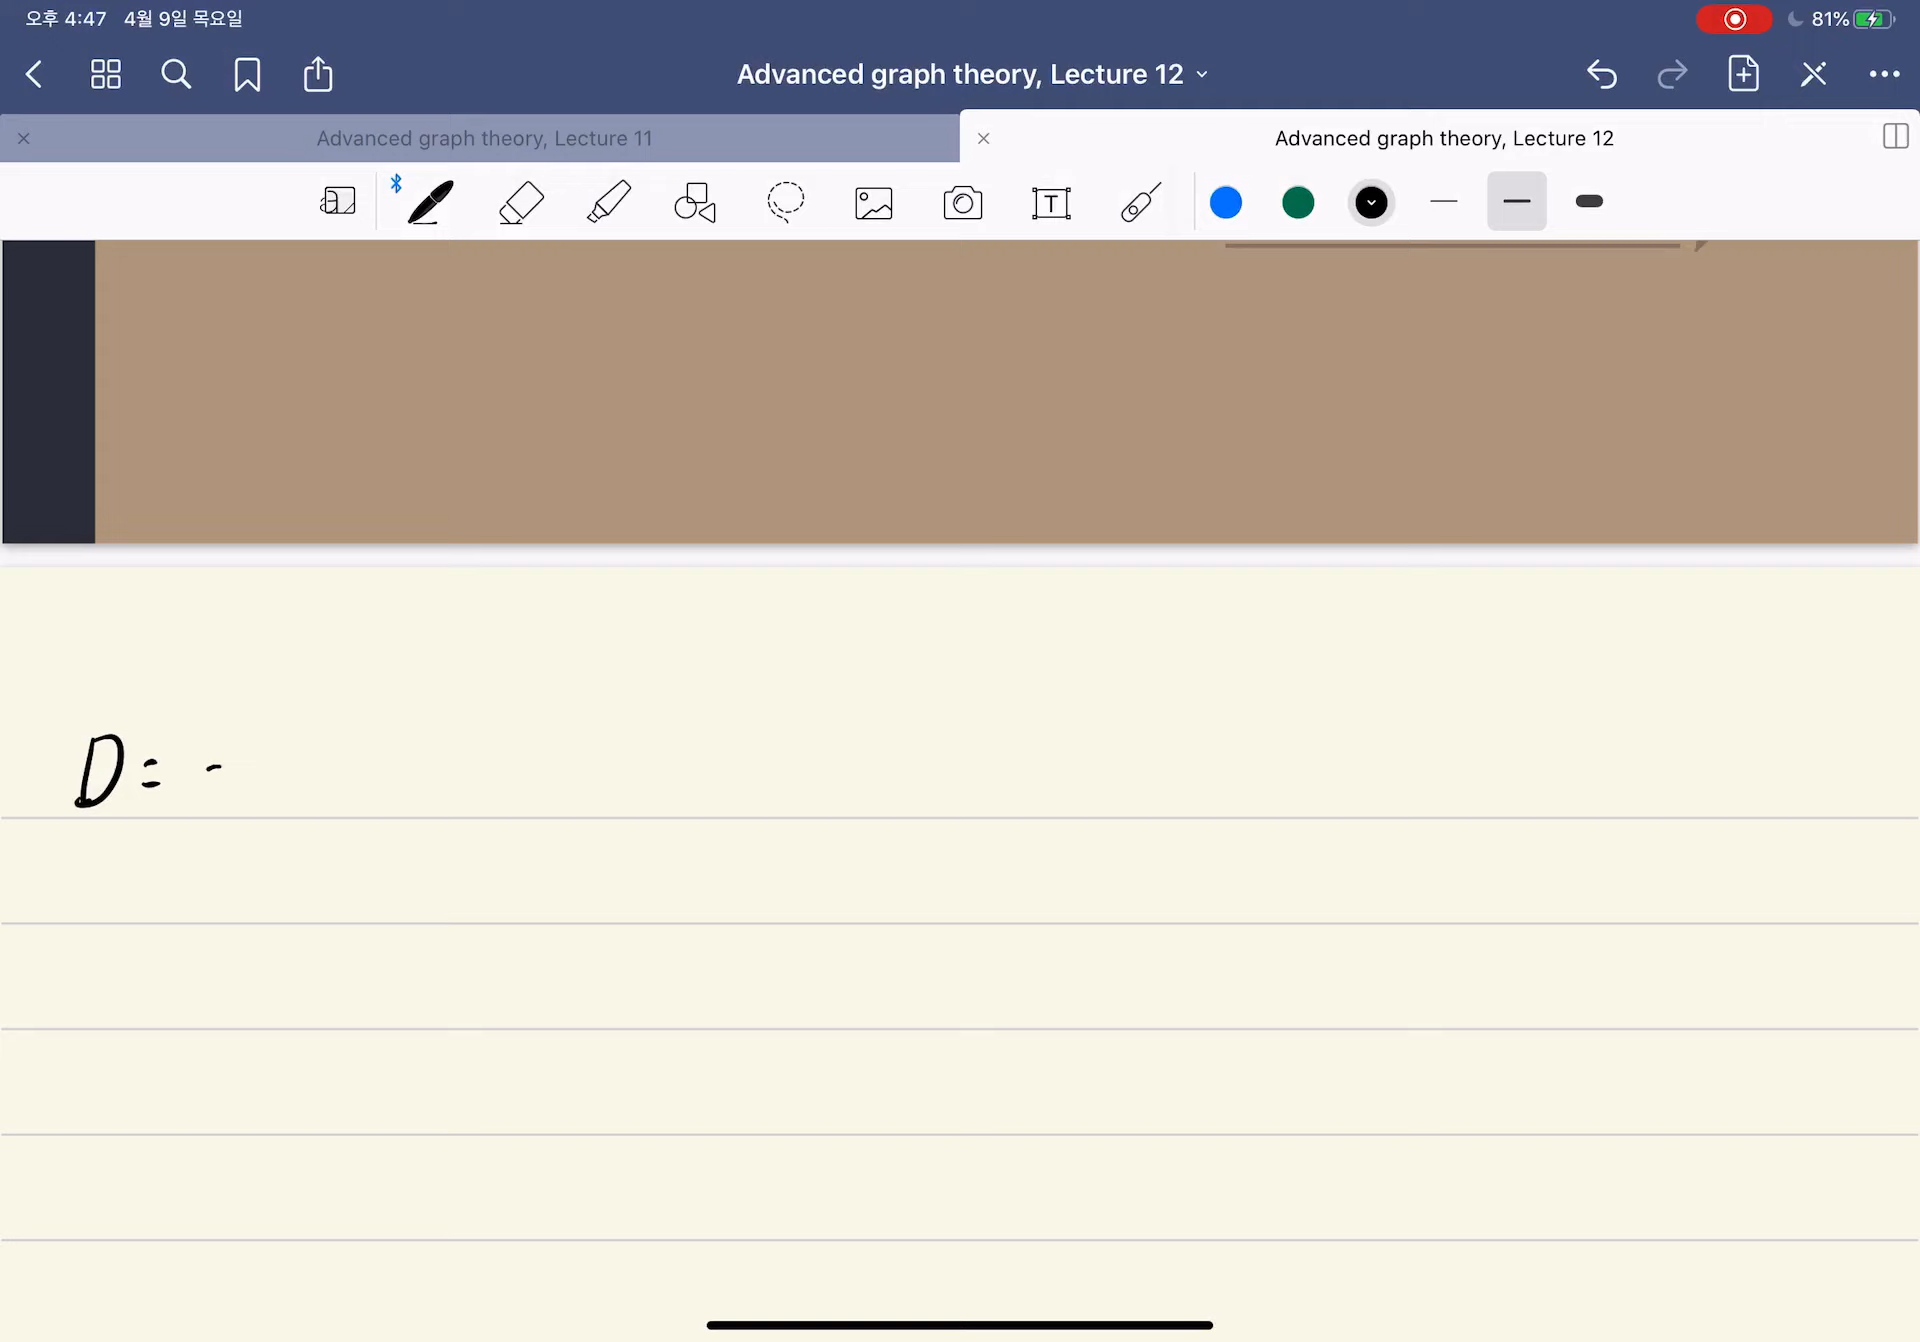 오후 4:47 4월 9일 목요일 81%
Advanced graph theory, Lecture 12
Advanced graph theory, Lecture 11 Advanced graph theory, Lecture 12
D= -